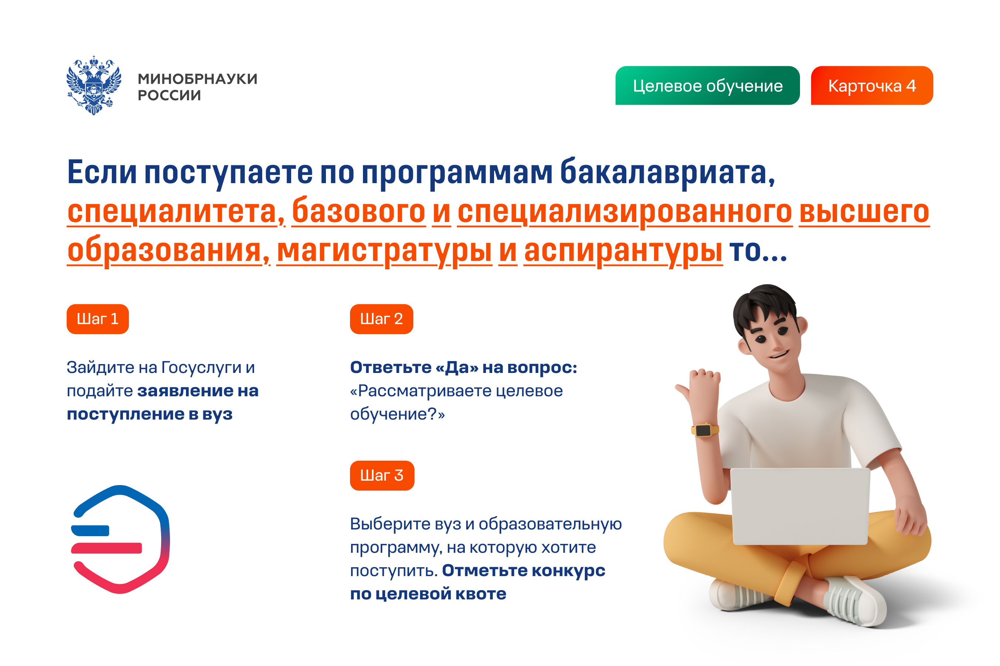 МИНОБРНАУКИ
РОССИИ
Целевое обучение
Карточка 4
Если поступаете по программам бакалавриата,
специалитета, базового и специализированного высшего
образования, магистратуры и аспирантуры то...
Шаг 1
Зайдите на Госуслуги и
подайте заявление на
поступление в вуз
Шаг 2
Ответьте «Да» на вопрос:
«Рассматриваете целевое
обучение?»
Шаг 3
Выберите вуз и образовательную
программу, на которую хотите
поступить. Отметьте конкурс
по целевой квоте